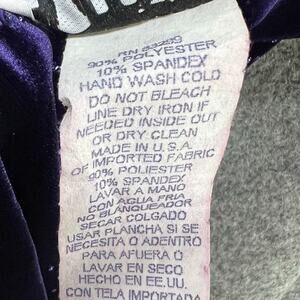 90% POLYESTER
10% SPANDEX
HAND WASH COLD
DO NOT BLEACH
LINE DRY IRON IF
NEEDED INSIDE OUT
OR DRY CLEAN
MADE IN U.S.A.
OF IMPORTED FABRIC
90% POLIESTER
10% SPANDEX
LAVAR A MANO
CON AGUA FRIA
NO BLANQUEADOR
SECAR COLGADO
USAR PLANCHA SI SE
NECESITA O ADENTRO
PARA AFUERA O
LAVAR EN SECO
HECHO EN EE.UU.
CON TELA IMPORTADA